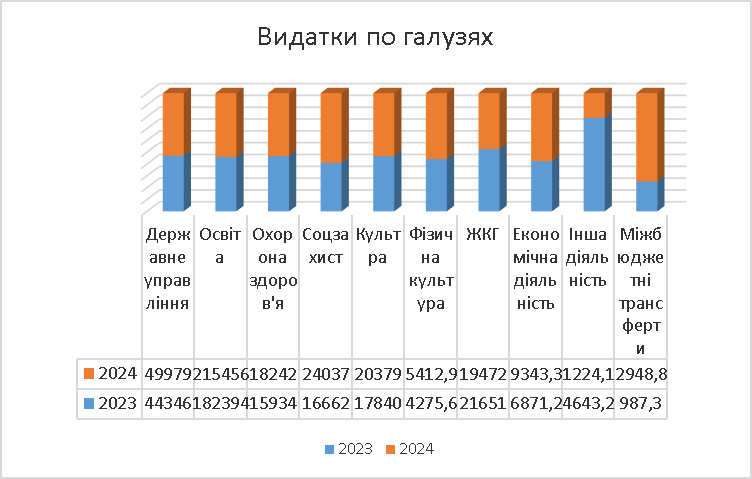 Видатки по галузях
Держ Освіт Охор Соцза Культ Фізич ЖКГ Еконо Інша Міжб
авне а она хист ра на мічна діяль юдже
управ здоро культ діяль ність тні
ління в'я ура ність транс
ферт
и
2024 49979 215456 18242 24037 20379 5412,9 19472 9343,3 1224,1 2948,8
2023 44346 182394 15934 16662 17840 4275,6 21651 6871,2 4643,2 987,3
2023 2024